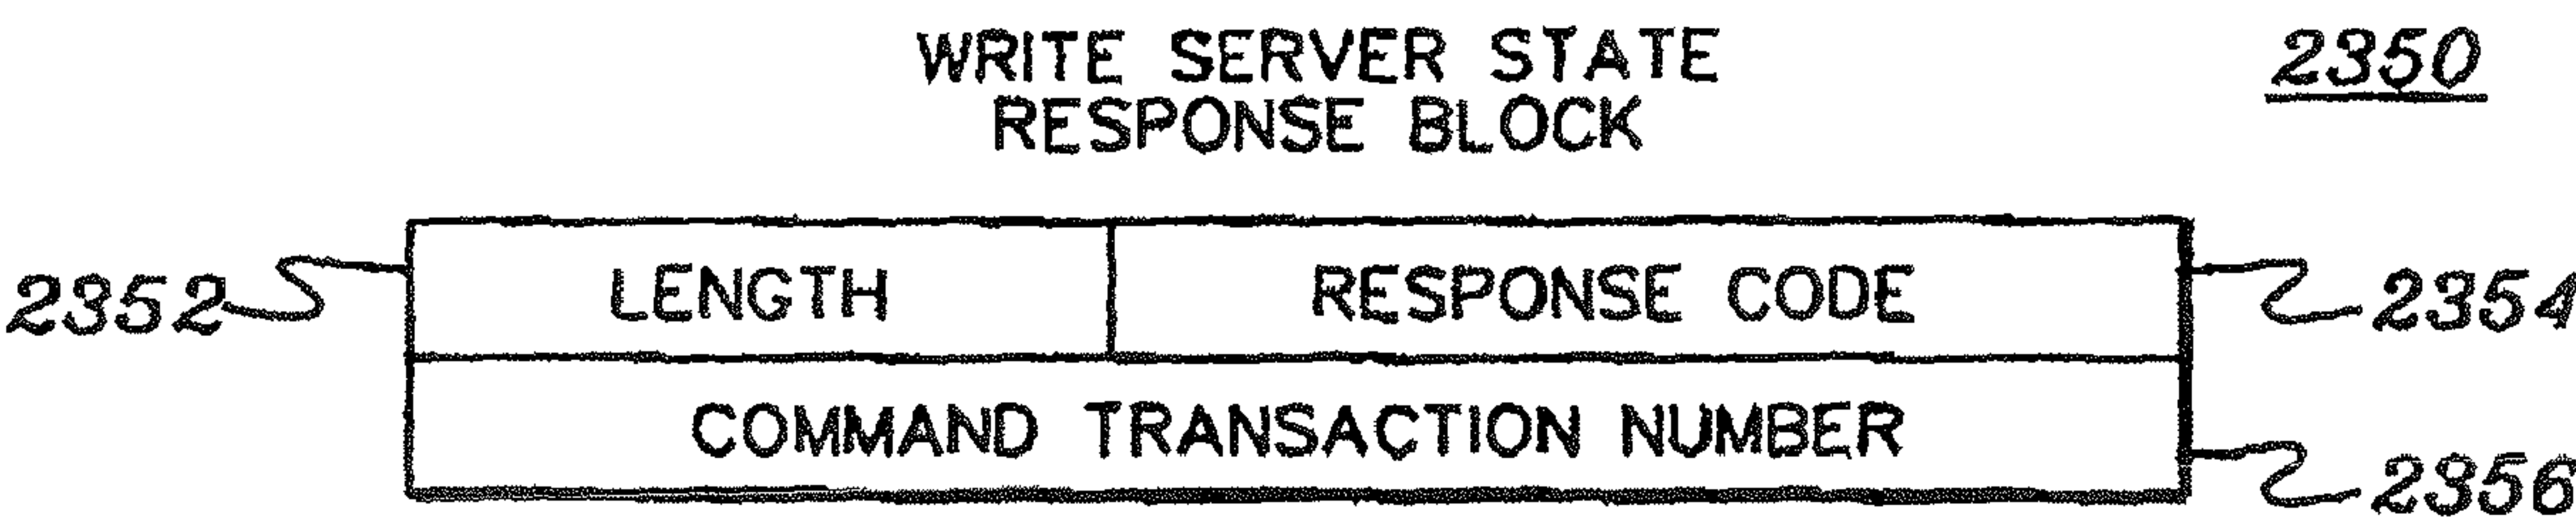 WRITE SERVER STATE 2350
RESPONSE BLOCK
2352 LENGTH RESPONSE CODE 2354
COMMAND TRANSACTION NUMBER 2356